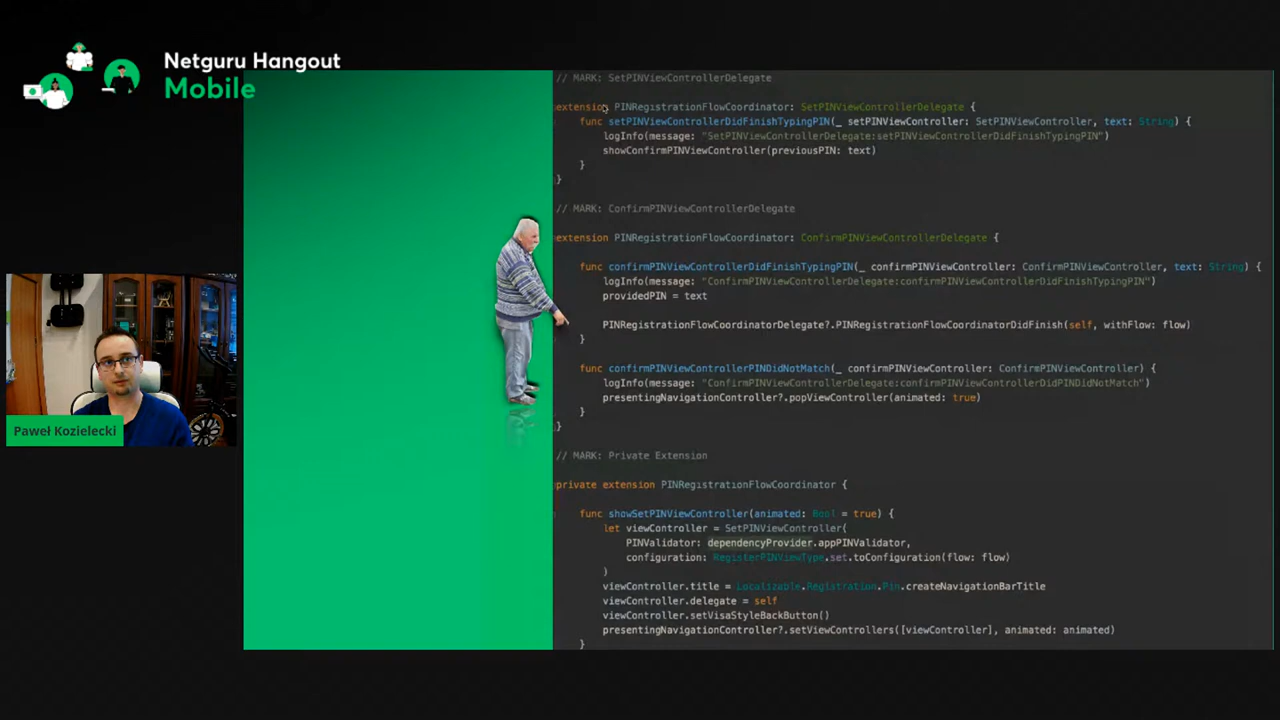 Netguru Hangout
Mobile
// MARK: SetPINViewControllerDelegate
extension PINRegistrationFlowCoordinator: SetPINViewControllerDelegate {
func setPINViewControllerDidFinishTypingPIN(_ setPINViewController: SetPINViewController, text: String) {
logInfo(message: "SetPINViewControllerDelegate:setPINViewControllerDidFinishTypingPIN")
showConfirmPINViewController(previousPIN: text)
}
}
// MARK: ConfirmPINViewControllerDelegate
extension PINRegistrationFlowCoordinator: ConfirmPINViewControllerDelegate {
func confirmPINViewControllerDidFinishTypingPIN(_ confirmPINViewController: ConfirmPINViewController, text: String) {
logInfo(message: "ConfirmPINViewControllerDelegate:confirmPINViewControllerDidFinishTypingPIN")
providedPIN = text
PINRegistrationFlowCoordinatorDelegate?.PINRegistrationFlowCoordinatorDidFinish(self, withFlow: flow)
}
func confirmPINViewControllerPINDidNotMatch(_ confirmPINViewController: ConfirmPINViewController) {
logInfo(message: "ConfirmPINViewControllerDelegate:confirmPINViewControllerDidPINDidNotMatch")
presentingNavigationController?.popViewController(animated: true)
}
}
// MARK: Private Extension
private extension PINRegistrationFlowCoordinator {
func showSetPINViewController(animated: Bool = true) {
let viewController = SetPINViewController(
PINValidator: dependencyProvider.appPINValidator,
configuration: RegisterPINViewType.set.toConfiguration(flow: flow)
)
viewController.title = Localizable.Registration.Pin.createNavigationBarTitle
viewController.delegate = self
viewController.setVisaStyleBackButton()
presentingNavigationController?.setViewControllers([viewController], animated: animated)
}
Paweł Kozielecki